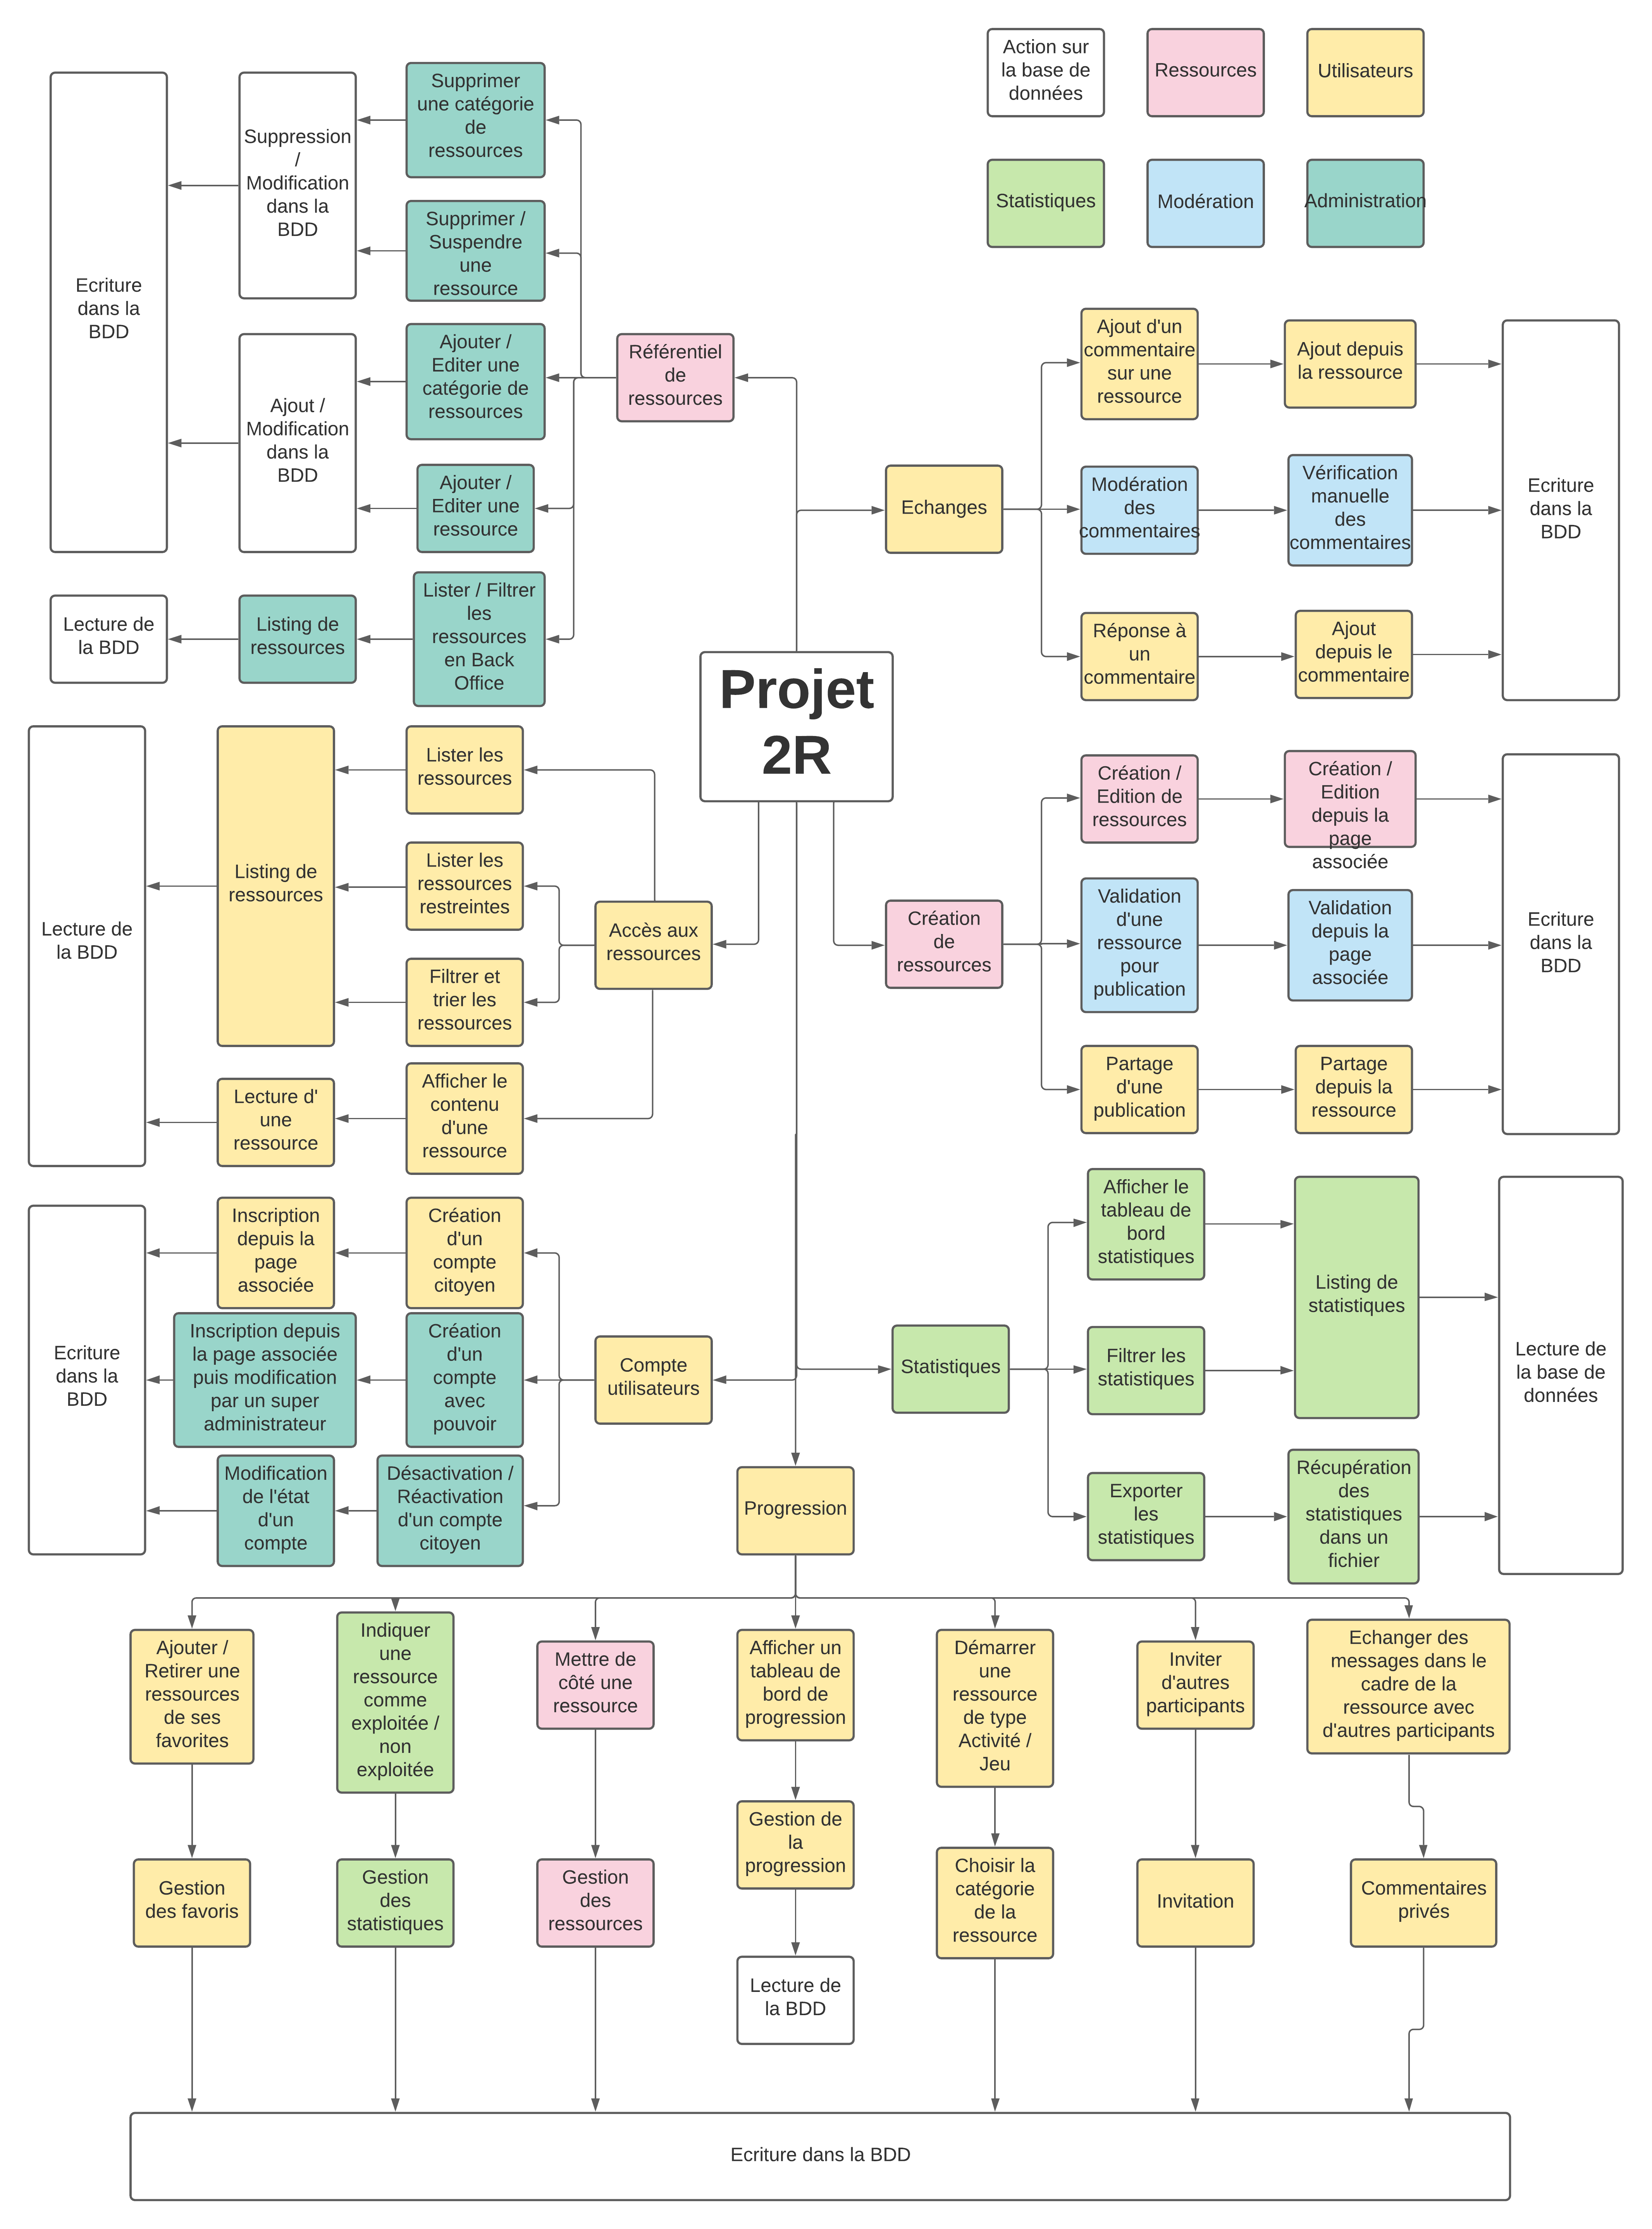 Action sur
la base de
données
Ressources
Utilisateurs
Statistiques
Modération
Administration
Supprimer
une catégorie
de
ressources
Suppression
/
Modification
dans la
BDD
Supprimer /
Suspendre
une
ressource
Ecriture
dans la
BDD
Ajouter /
Editer une
catégorie de
ressources
Référentiel
de
ressources
Ajout /
Modification
dans la
BDD
Ajouter /
Editer une
ressource
Lister / Filtrer
les
ressources
en Back
Office
Listing de
ressources
Lecture de
la BDD
Ajout d'un
commentaire
sur une
ressource
Ajout depuis
la ressource
Echanges
Modération
des
commentaires
Vérification
manuelle
des
commentaires
Ecriture
dans la
BDD
Réponse à
un
commentaire
Ajout
depuis le
commentaire
Projet
2R
Lister les
ressources
Lister les
ressources
restreintes
Listing de
ressources
Lecture de
la BDD
Accès aux
ressources
Filtrer et
trier les
ressources
Afficher le
contenu
d'une
ressource
Lecture d'
une
ressource
Création /
Edition de
ressources
Création /
Edition
depuis la
page
associée
Création
de
ressources
Validation
d'une
ressource
pour
publication
Validation
depuis la
page
associée
Ecriture
dans la
BDD
Partage
d'une
publication
Partage
depuis la
ressource
Inscription
depuis la
page
associée
Création
d'un
compte
citoyen
Ecriture
dans la
BDD
Inscription depuis
la page associée
puis modification
par un super
administrateur
Création
d'un
compte
avec
pouvoir
Compte
utilisateurs
Modification
de l'état
d'un
compte
Désactivation /
Réactivation
d'un compte
citoyen
Afficher le
tableau de
bord
statistiques
Listing de
statistiques
Statistiques
Filtrer les
statistiques
Lecture de
la base de
données
Exporter
les
statistiques
Récupération
des
statistiques
dans un
fichier
Progression
Ajouter /
Retirer une
ressources
de ses
favorites
Indiquer
une
ressource
comme
exploitée /
non
exploitée
Mettre de
côté une
ressource
Afficher un
tableau de
bord de
progression
Démarrer
une
ressource
de type
Activité /
Jeu
Inviter
d'autres
participants
Echanger des
messages dans le
cadre de la
ressource avec
d'autres participants
Gestion
des favoris
Gestion
des
statistiques
Gestion
des
ressources
Gestion de
la
progression
Choisir la
catégorie
de la
ressource
Invitation
Commentaires
privés
Lecture de
la BDD
Ecriture dans la BDD